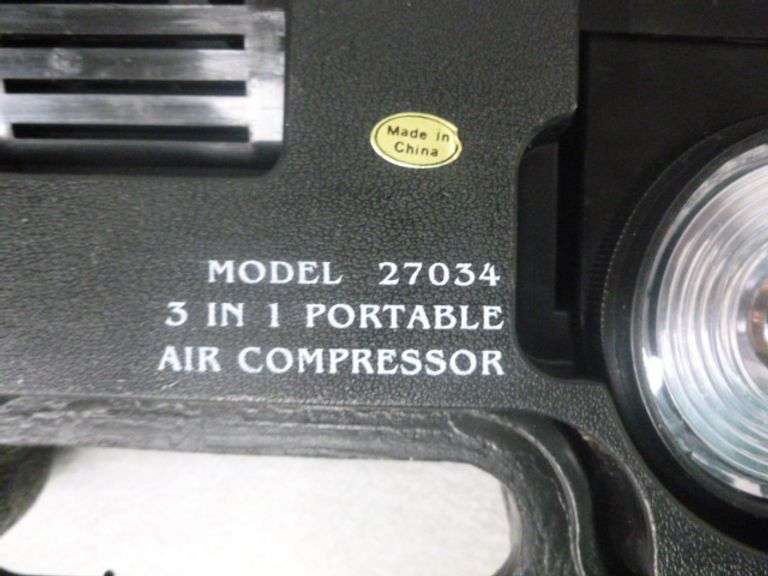 Made in
China
MODEL 27034
3 IN 1 PORTABLE
AIR COMPRESSOR